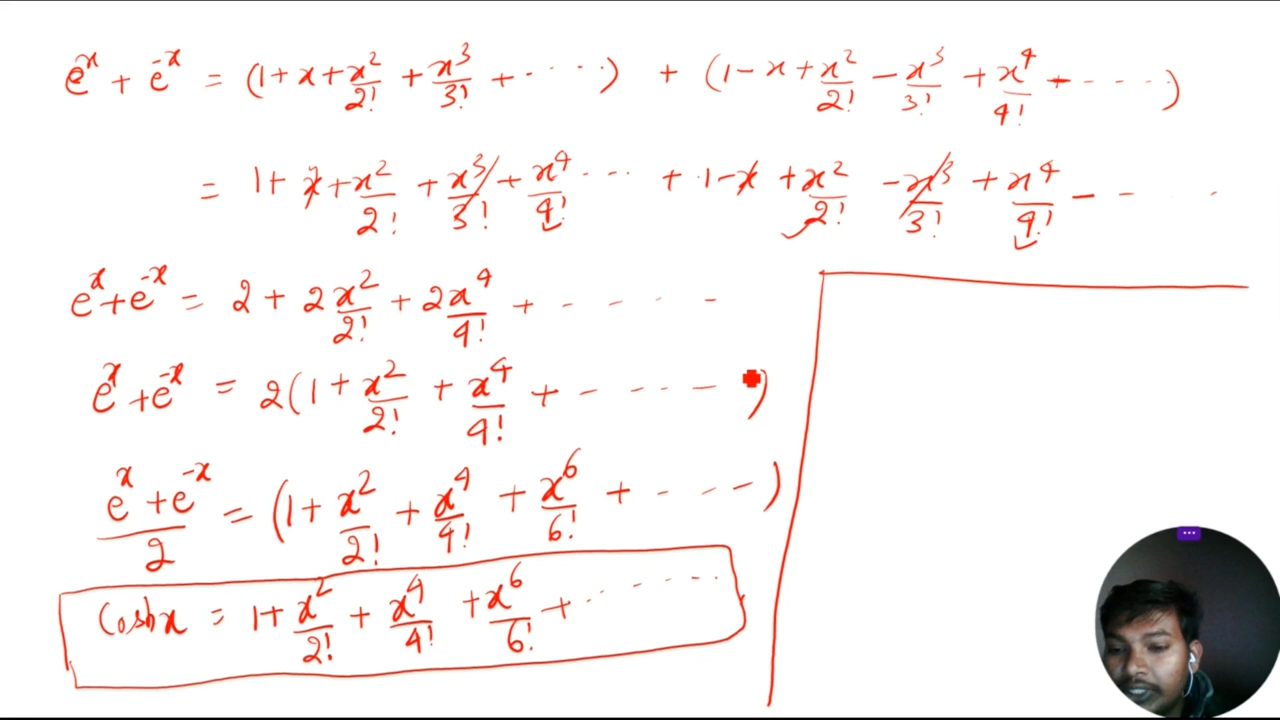 e^x + e^-x = (1 + x + x^2/2! + x^3/3! + ·····) + (1 - x + x^2/2! - x^3/3! + x^4/4! - ·····)
= 1 + x + x^2/2! + x^3/3! + x^4/4! ····· + 1 - x + x^2/2! - x^3/3! + x^4/4! - - - ·
e^x + e^-x = 2 + 2x^2/2! + 2x^4/4! + - - - -
e^x + e^-x = 2(1 + x^2/2! + x^4/4! + - - - - -)
(e^x + e^-x)/2 = (1 + x^2/2! + x^4/4! + x^6/6! + - - - -)
Coshx = 1 + x^2/2! + x^4/4! + x^6/6! + ······